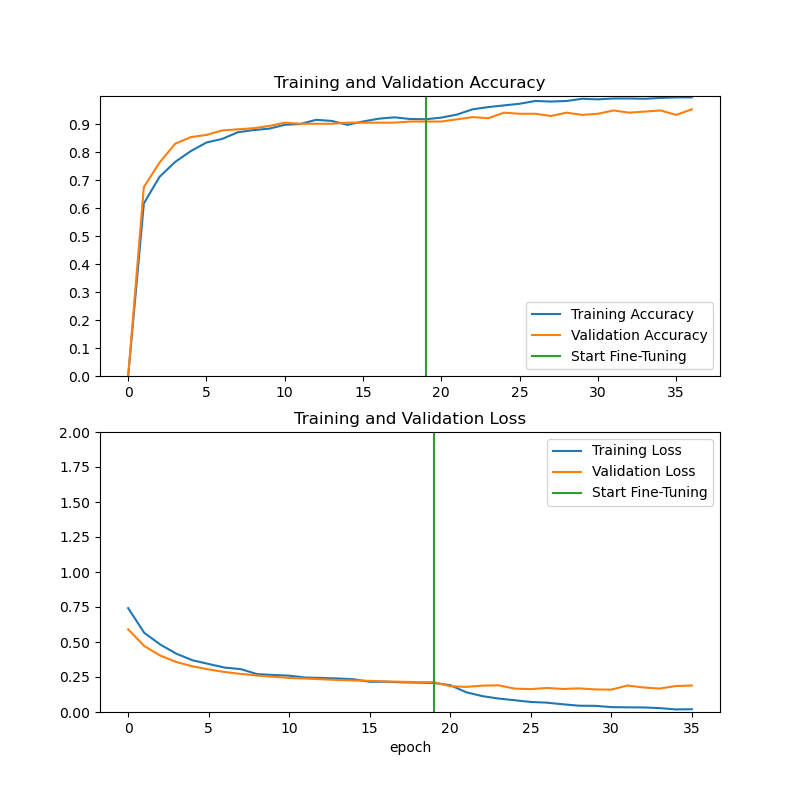 Training and Validation Accuracy
0.9
0.8
0.7
0.6
0.5
0.4
0.3
0.2
0.1
0.0
Training Accuracy
Validation Accuracy
Start Fine-Tuning
0 5 10 15 20 25 30 35
Training and Validation Loss
2.00
1.75
1.50
1.25
1.00
0.75
0.50
0.25
0.00
Training Loss
Validation Loss
Start Fine-Tuning
0 5 10 15 20 25 30 35
epoch